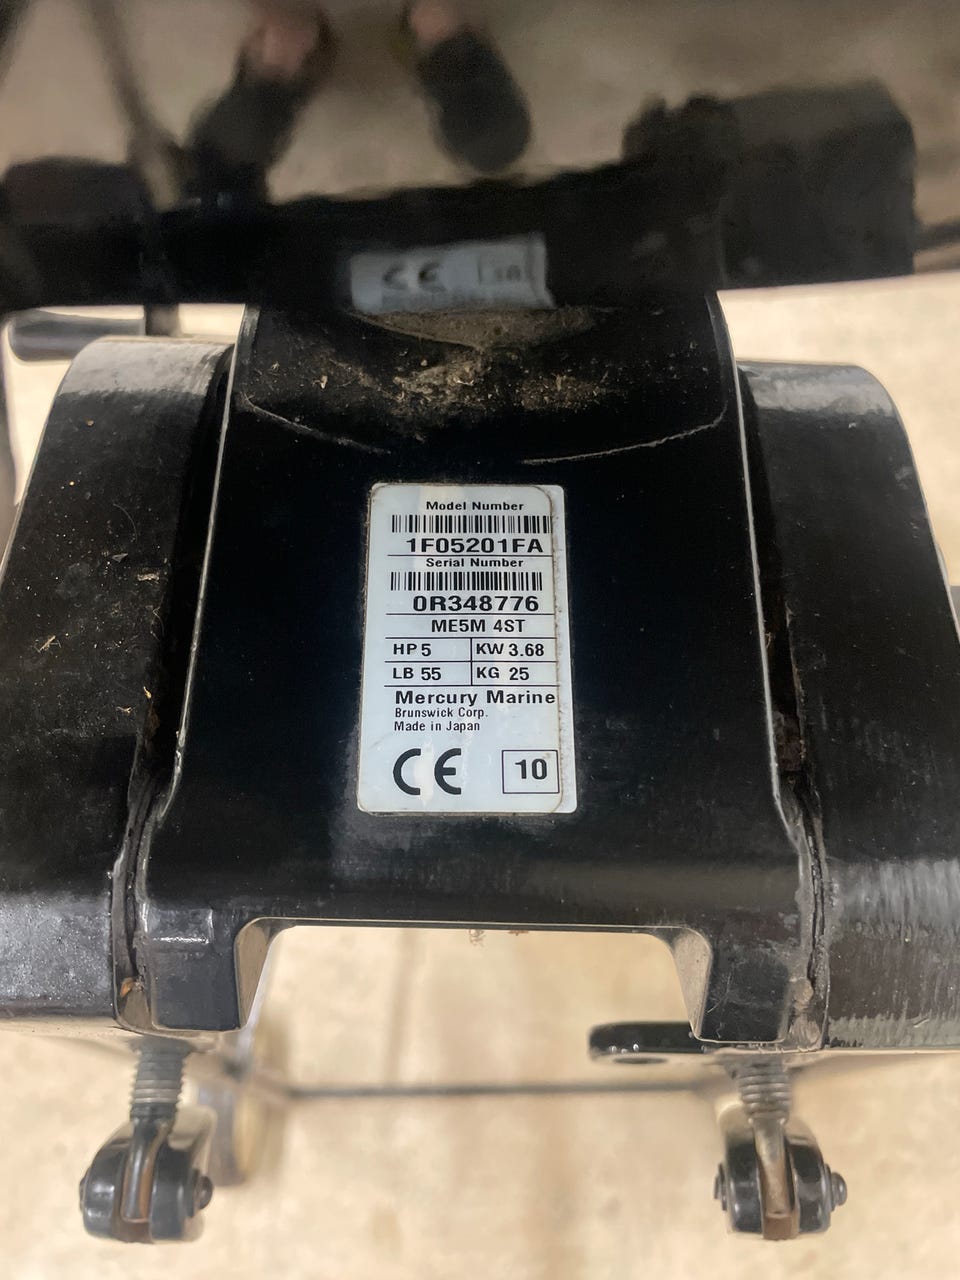 CE 10
Model Number
1F05201FA
Serial Number
0R348776
ME5M 4ST
HP 5 KW 3.68
LB 55 KG 25
Mercury Marine
Brunswick Corp.
Made in Japan
CE 10